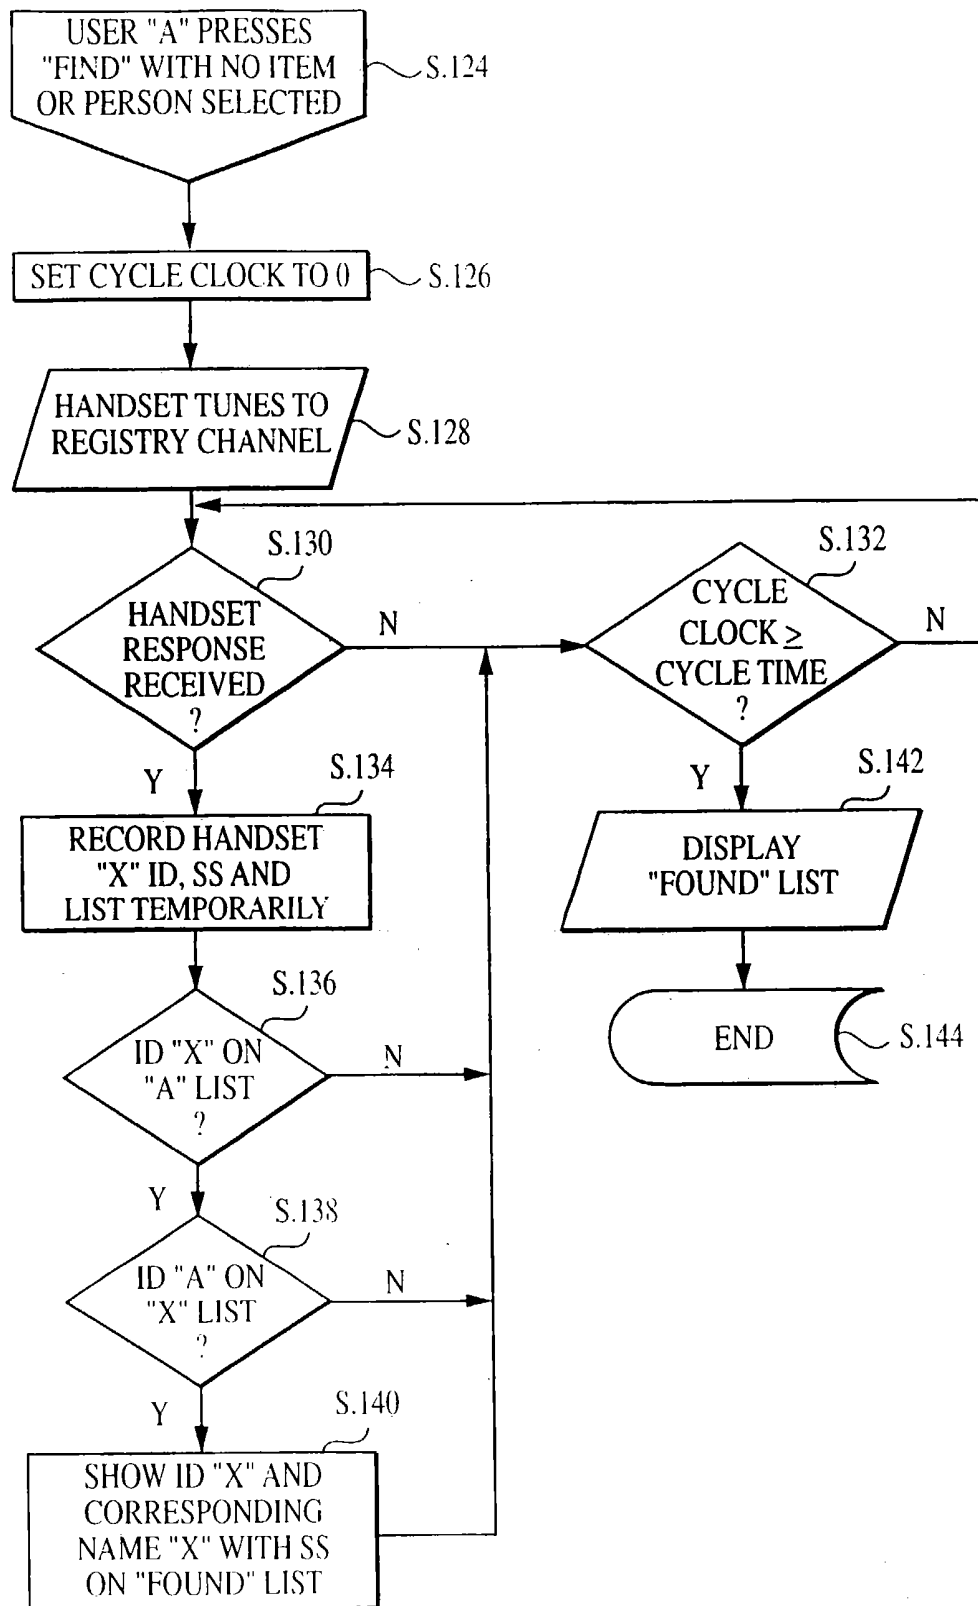 USER "A" PRESSES
"FIND" WITH NO ITEM
OR PERSON SELECTED
S.124
SET CYCLE CLOCK TO 0
S.126
HANDSET TUNES TO
REGISTRY CHANNEL
S.128
S.130
HANDSET
RESPONSE
RECEIVED
?
N
Y
S.132
CYCLE
CLOCK ≥
CYCLE TIME
?
N
Y
S.134
RECORD HANDSET
"X" ID, SS AND
LIST TEMPORARILY
S.142
DISPLAY
"FOUND" LIST
S.136
ID "X" ON
"A" LIST
?
N
Y
END
S.144
S.138
ID "A" ON
"X" LIST
?
N
Y
S.140
SHOW ID "X" AND
CORRESPONDING
NAME "X" WITH SS
ON "FOUND" LIST